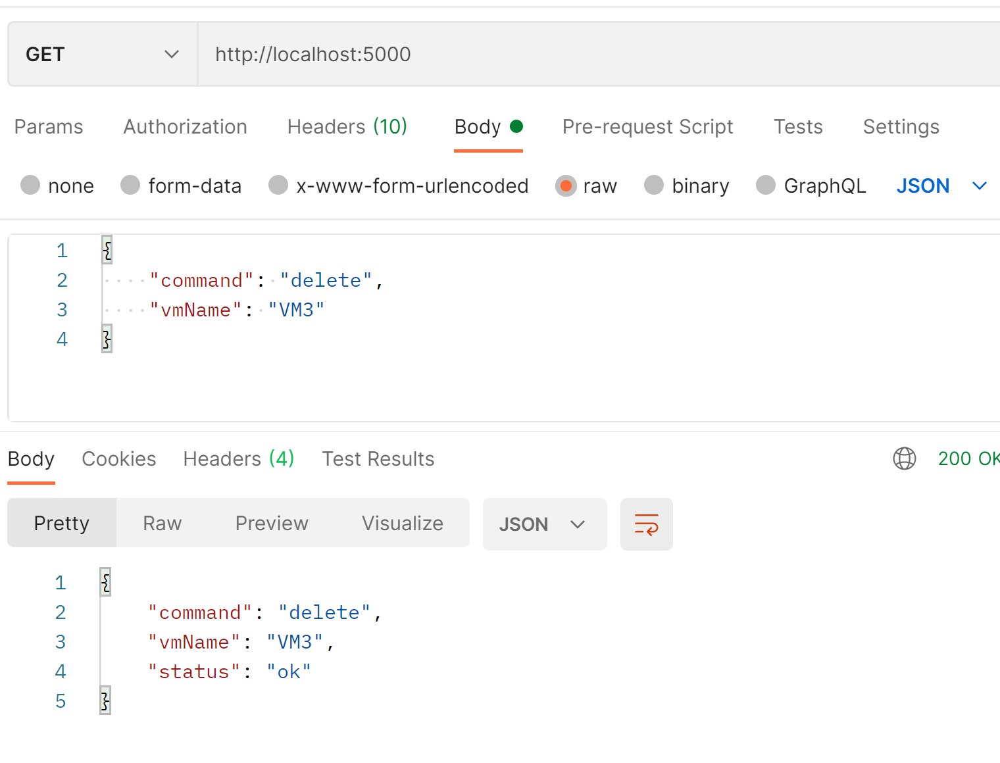 GET http://localhost:5000
Params Authorization Headers (10) Body Pre-request Script Tests Settings
none form-data x-www-form-urlencoded raw binary GraphQL JSON
1 {
2 "command": "delete",
3 "vmName": "VM3"
4 }
Body Cookies Headers (4) Test Results 200 OK
Pretty Raw Preview Visualize JSON
1 {
2 "command": "delete",
3 "vmName": "VM3",
4 "status": "ok"
5 }